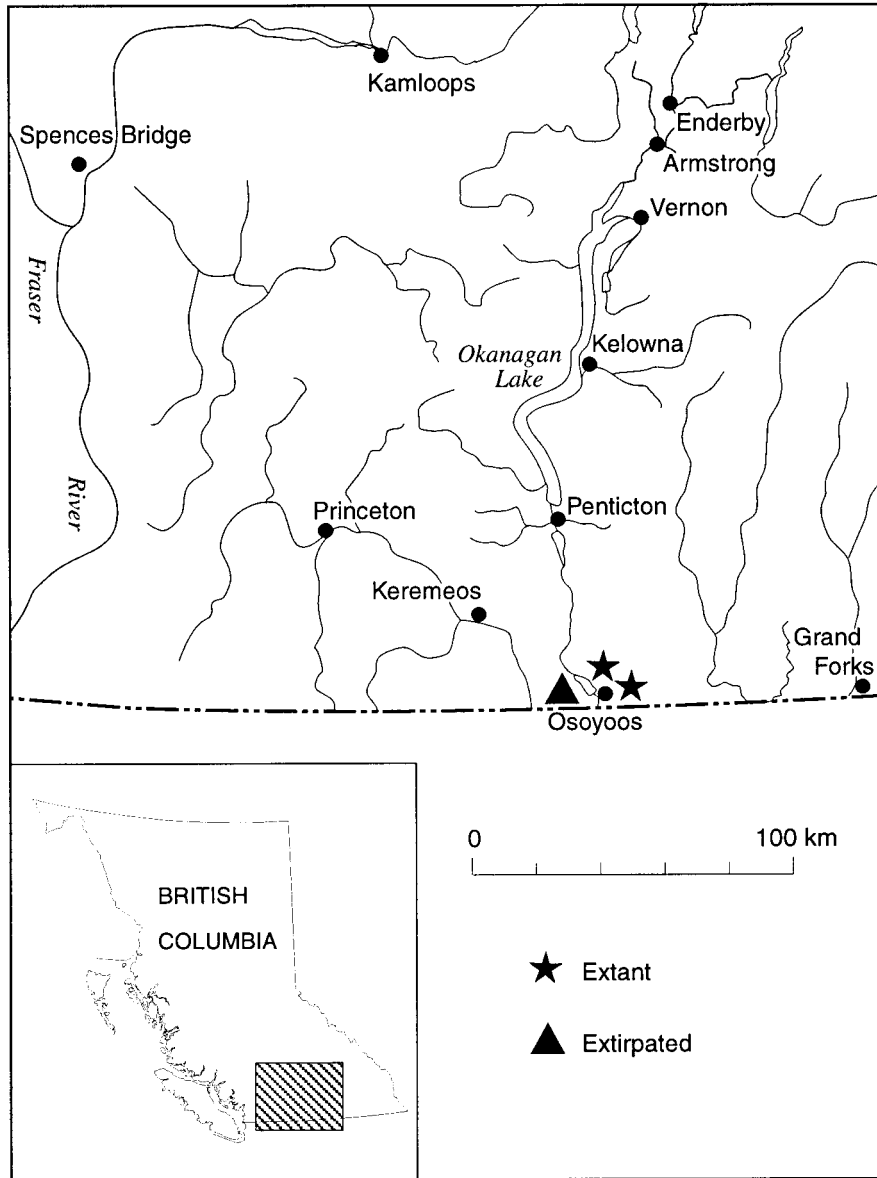 Kamloops
Spences Bridge
Enderby
Armstrong
Vernon
Fraser
River
Okanagan
Lake
Kelowna
Princeton
Penticton
Keremeos
Grand
Forks
Osoyoos
0 100 km
BRITISH
COLUMBIA
Extant
Extirpated